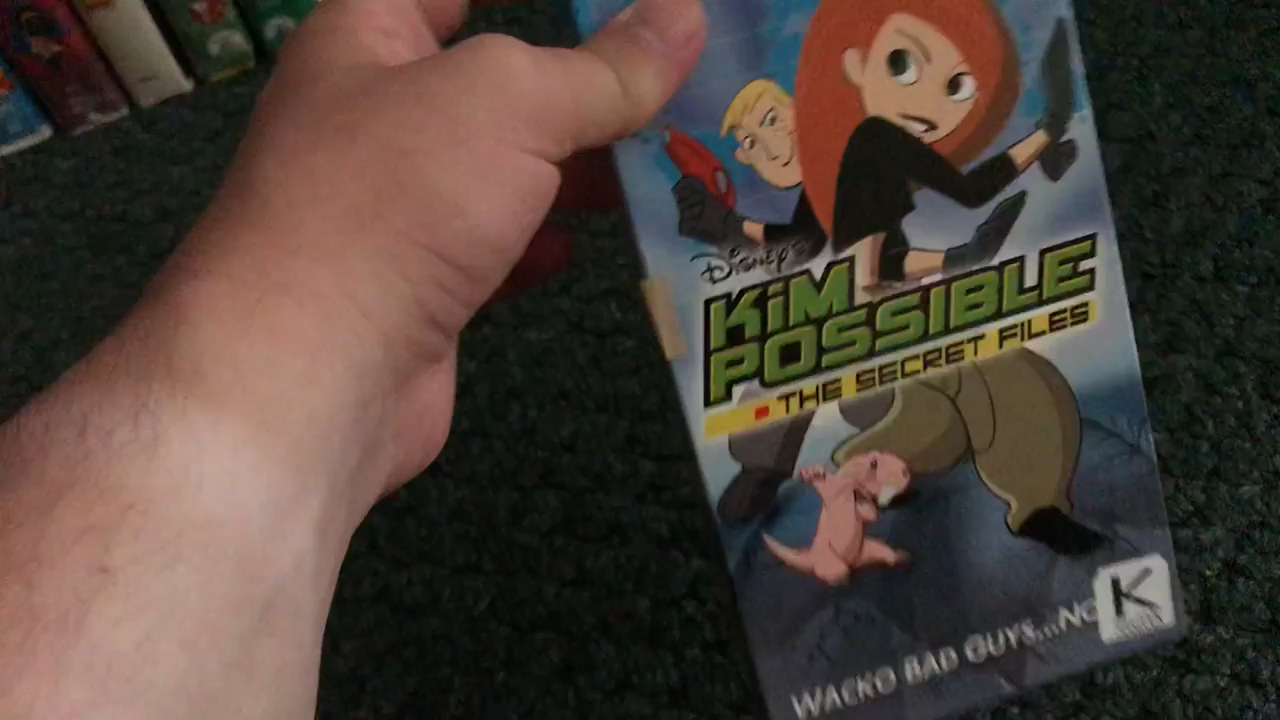 Disney's
KiM
POSSIBLE
THE SECRET FILES
WACKO BAD GUYS...NO
K